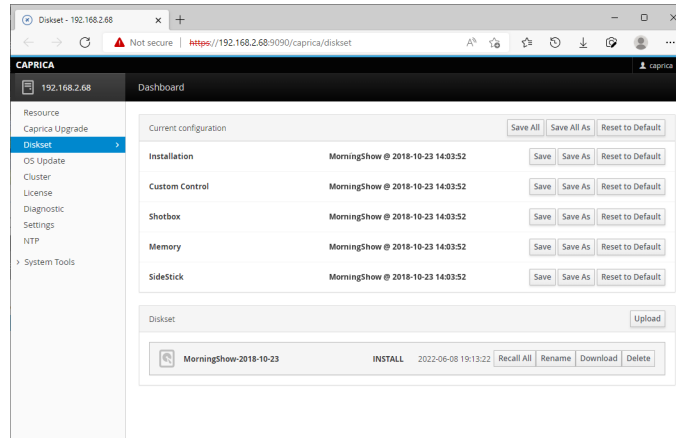 Diskset - 192.168.2.68
Not secure | https://192.168.2.68:9090/caprica/diskset
CAPRICA
caprica
192.168.2.68
Dashboard
Resource
Caprica Upgrade
Diskset
OS Update
Cluster
License
Diagnostic
Settings
NTP
System Tools
Current configuration Save All Save All As Reset to Default
Installation MorningShow @ 2018-10-23 14:03:52 Save Save As Reset to Default
Custom Control MorningShow @ 2018-10-23 14:03:52 Save Save As Reset to Default
Shotbox MorningShow @ 2018-10-23 14:03:52 Save Save As Reset to Default
Memory MorningShow @ 2018-10-23 14:03:52 Save Save As Reset to Default
SideStick MorningShow @ 2018-10-23 14:03:52 Save Save As Reset to Default
Diskset Upload
MorningShow-2018-10-23 INSTALL 2022-06-08 19:13:22 Recall All Rename Download Delete